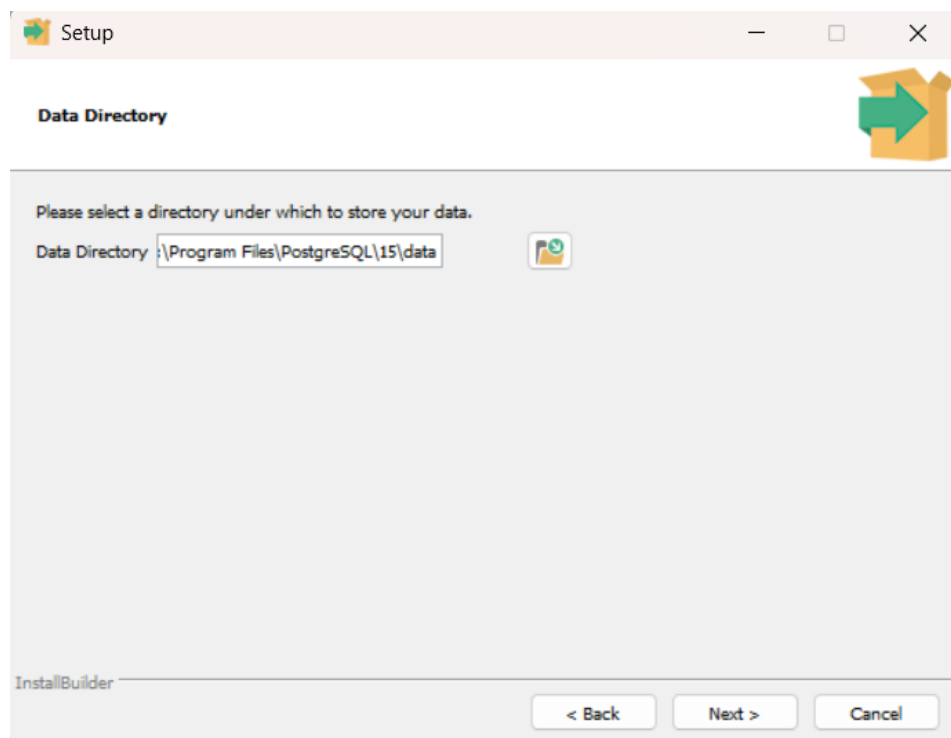 Setup
Data Directory
Please select a directory under which to store your data.
Data Directory :\Program Files\PostgreSQL\15\data
InstallBuilder
< Back Next > Cancel